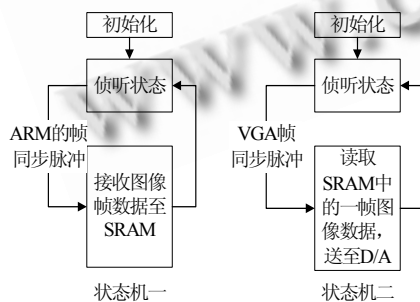 初始化
侦听状态
ARM的帧
同步脉冲
接收图像
帧数据至
SRAM
状态机一
初始化
侦听状态
VGA帧
同步脉冲
读取
SRAM中
的一帧图
像数据，
送至D/A
状态机二
www.c